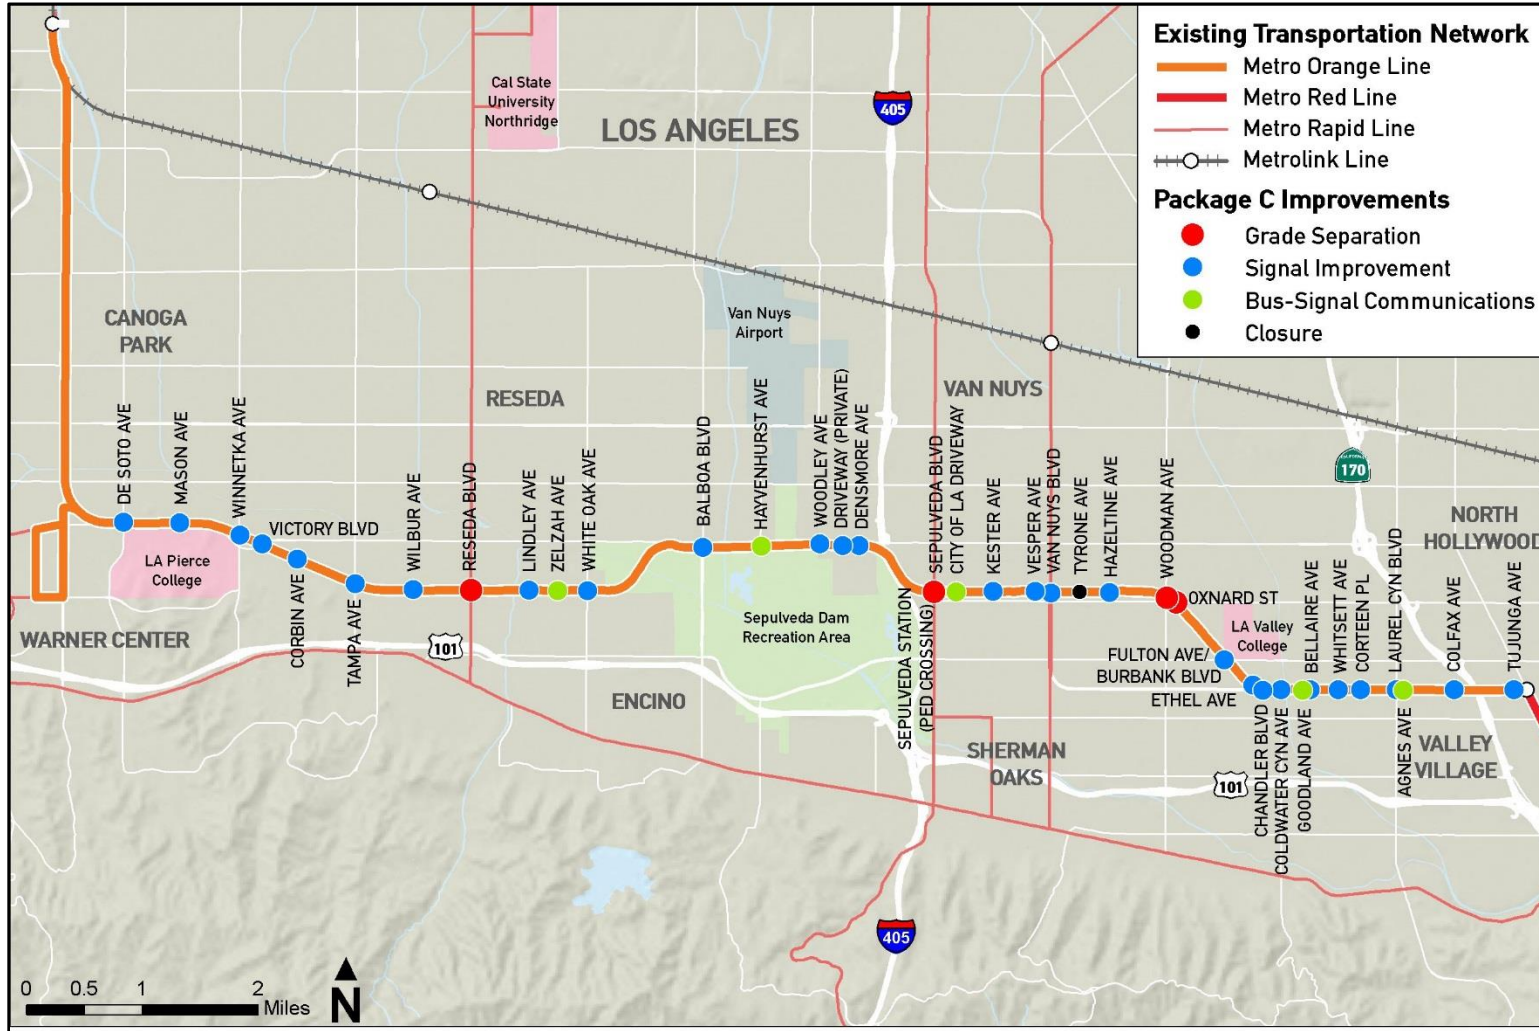 Existing Transportation Network
Metro Orange Line
Metro Red Line
Metro Rapid Line
Metrolink Line
Package C Improvements
Grade Separation
Signal Improvement
Bus-Signal Communications
Closure
Cal State
University
Northridge
LOS ANGELES
405
CANOGA
PARK
Van Nuys
Airport
RESEDA
VAN NUYS
CALIFORNIA
170
NORTH
HOLLYWOOD
DE SOTO AVE
MASON AVE
WINNETKA AVE
VICTORY BLVD
CORBIN AVE
TAMPA AVE
WILBUR AVE
RESEDA BLVD
LINDLEY AVE
ZELZAH AVE
WHITE OAK AVE
BALBOA BLVD
HAYVENHURST AVE
WOODLEY AVE
DRIVEWAY (PRIVATE)
DENSMORE AVE
SEPULVEDA STATION
(PED CROSSING)
SEPULVEDA BLVD
CITY OF LA DRIVEWAY
KESTER AVE
VESPER AVE
VAN NUYS BLVD
TYRONE AVE
HAZELTINE AVE
WOODMAN AVE
OXNARD ST
LA Valley
College
FULTON AVE/
BURBANK BLVD
ETHEL AVE
CHANDLER BLVD
COLDWATER CYN AVE
GOODLAND AVE
BELLAIRE AVE
WHITSETT AVE
CORTEEN PL
LAUREL CYN BLVD
AGNES AVE
COLFAX AVE
TUJUNGA AVE
LA Pierce
College
WARNER CENTER
101
Sepulveda Dam
Recreation Area
ENCINO
SHERMAN
OAKS
101
VALLEY
VILLAGE
405
0 0.5 1 2
Miles
N